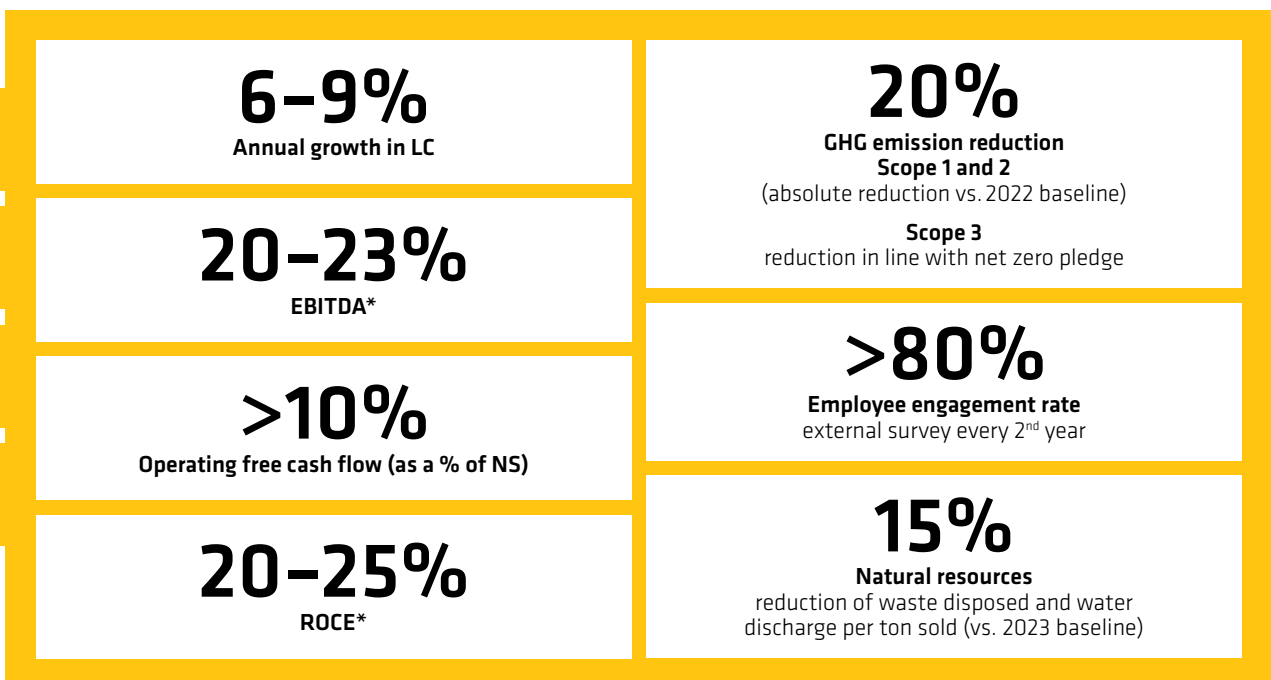 6–9%
Annual growth in LC
20–23%
EBITDA*
>10%
Operating free cash flow (as a % of NS)
20–25%
ROCE*
20%
GHG emission reduction
Scope 1 and 2
(absolute reduction vs. 2022 baseline)
Scope 3
reduction in line with net zero pledge
>80%
Employee engagement rate
external survey every 2nd year
15%
Natural resources
reduction of waste disposed and water
discharge per ton sold (vs. 2023 baseline)